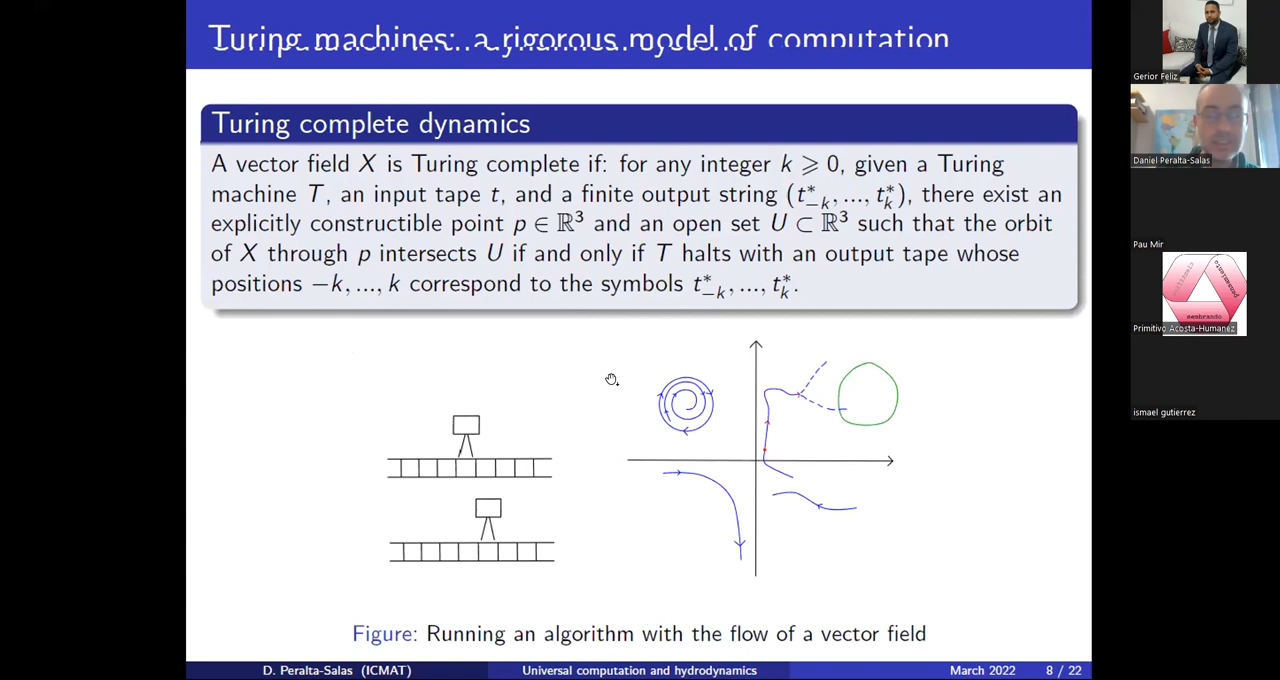 Turing machines: a rigorous model of computation
Turing complete dynamics
A vector field X is Turing complete if: for any integer k ⩾ 0, given a Turing
machine T, an input tape t, and a finite output string (t*₋ₖ, ..., t*ₖ), there exist an
explicitly constructible point p ∈ ℝ³ and an open set U ⊂ ℝ³ such that the orbit
of X through p intersects U if and only if T halts with an output tape whose
positions −k, ..., k correspond to the symbols t*₋ₖ, ..., t*ₖ.
Figure: Running an algorithm with the flow of a vector field
D. Peralta-Salas (ICMAT) Universal computation and hydrodynamics March 2022 8 / 22
Gerior Feliz
Daniel Peralta-Salas
Pau Mir
pensamiento
sembrando
Primitivo Acosta-Humanez
ismael gutierrez